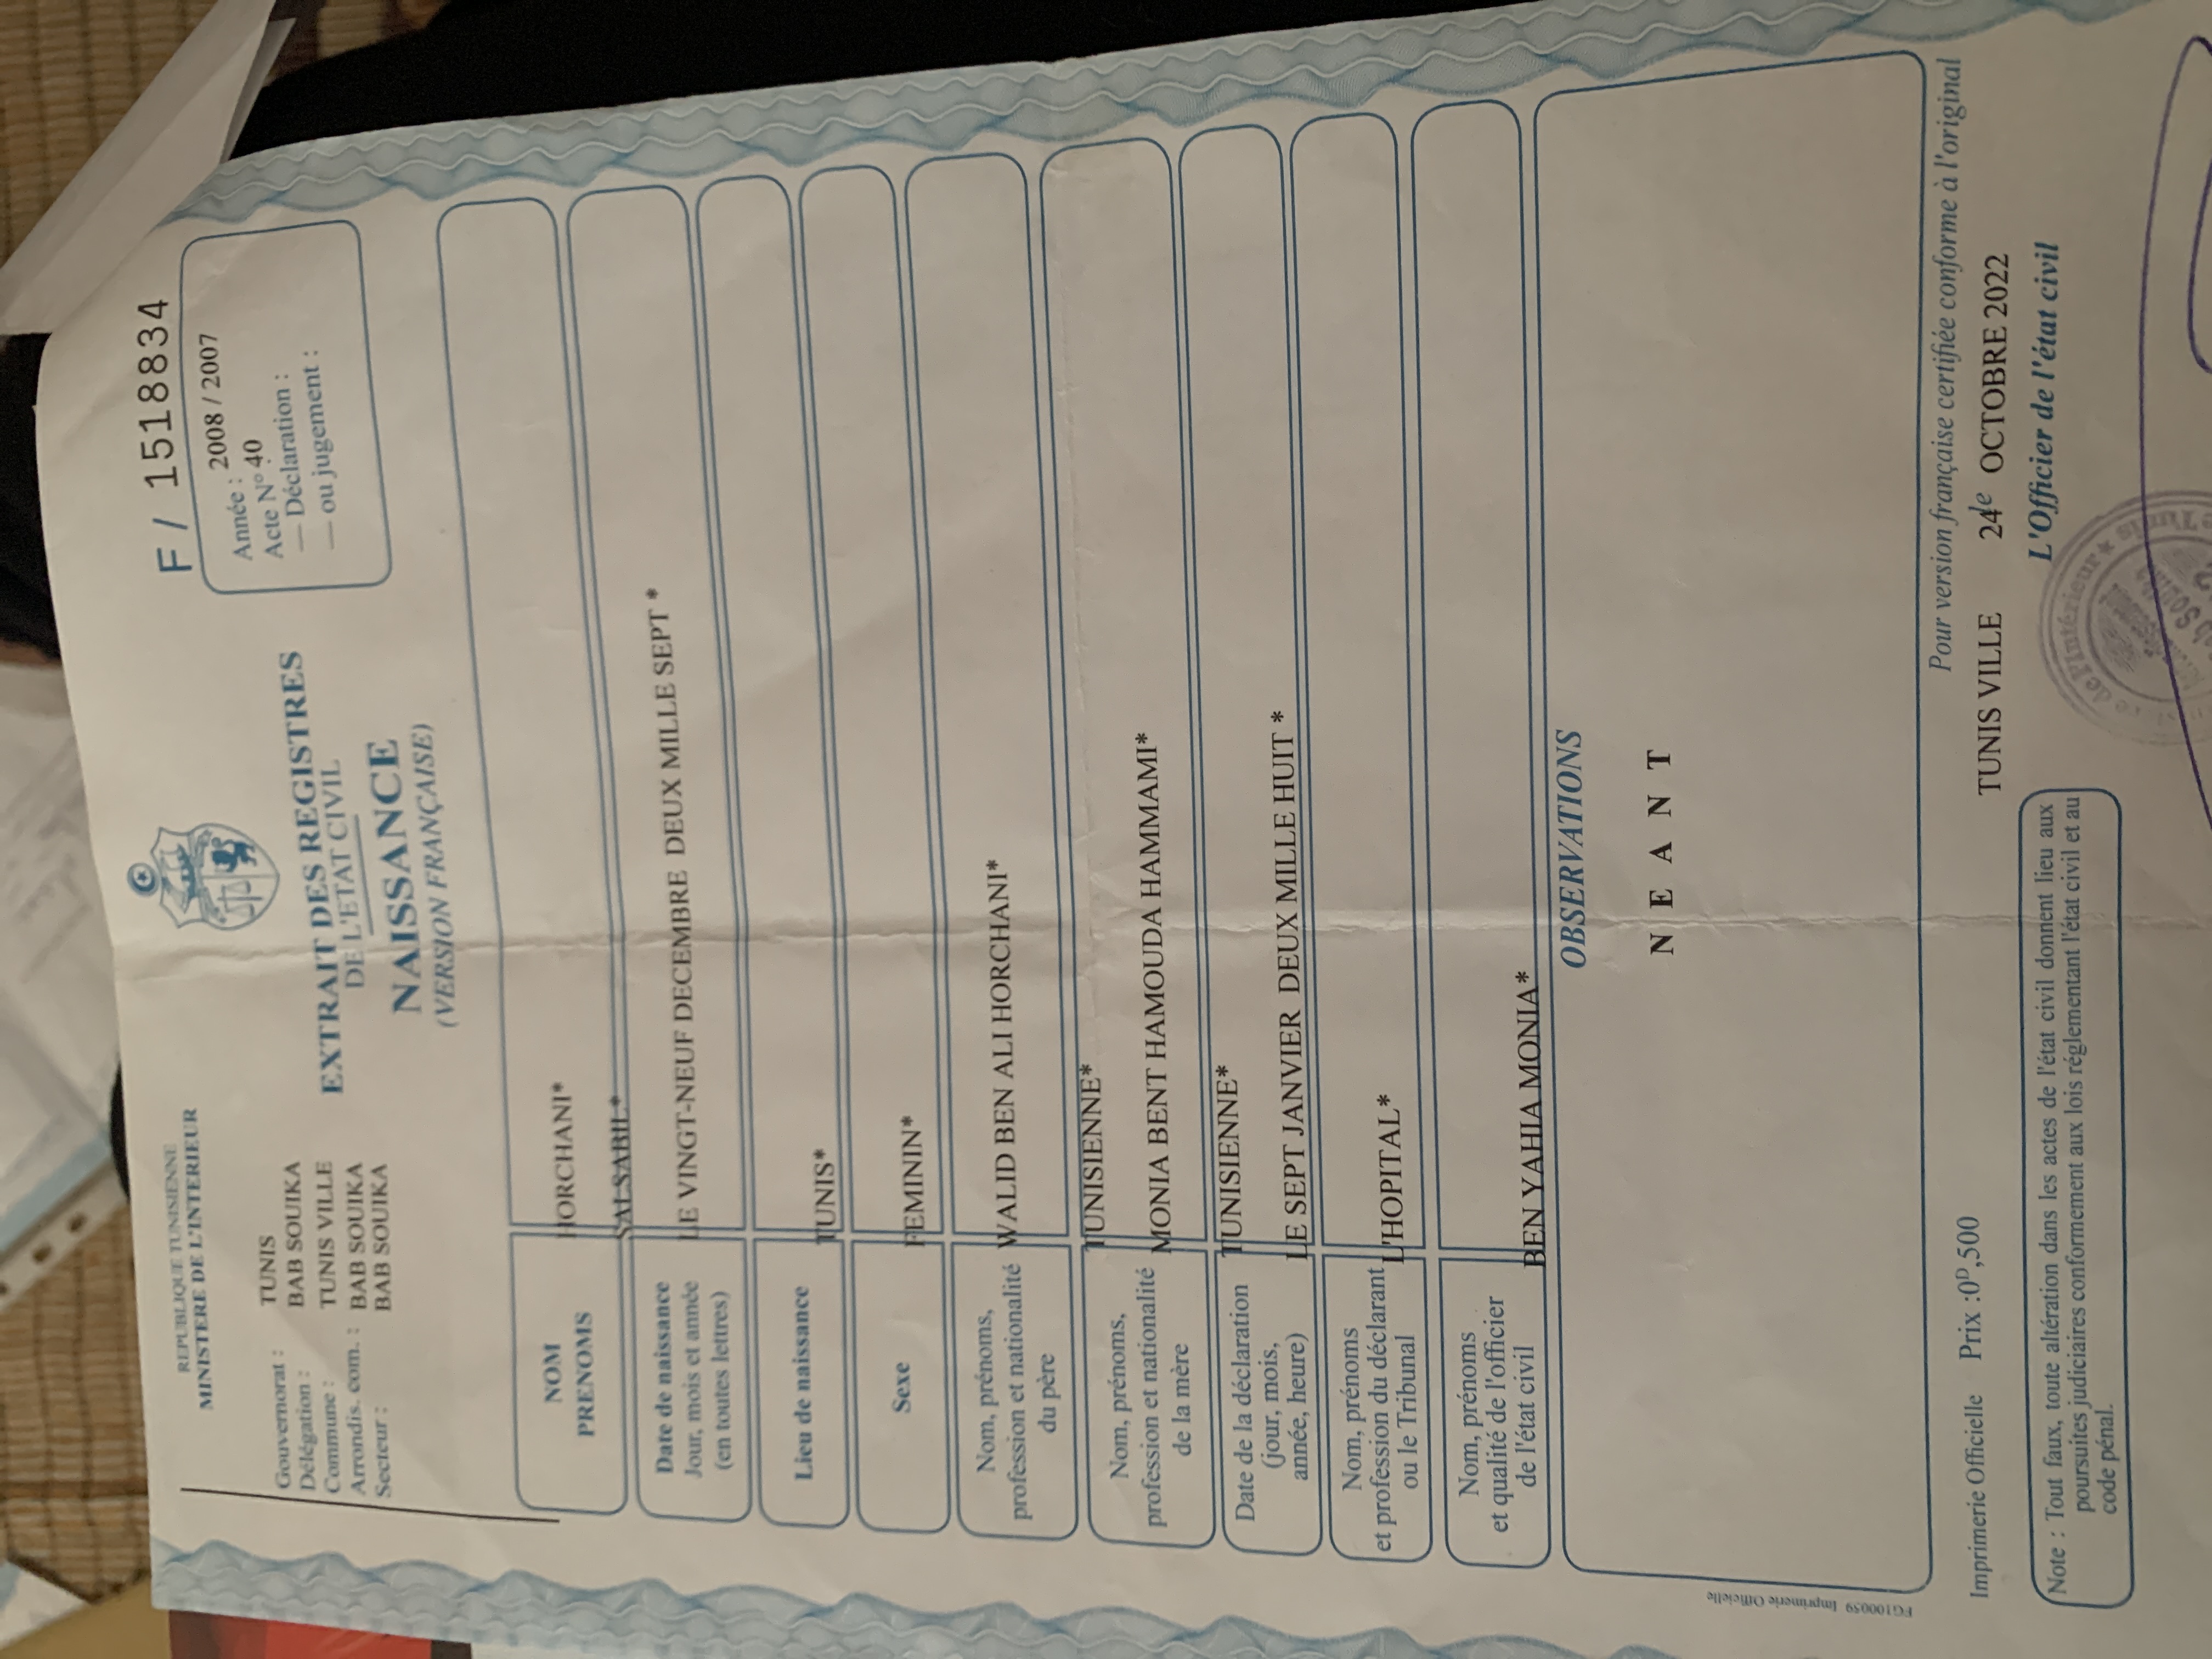 REPUBLIQUE TUNISIENNE
MINISTERE DE L'INTERIEUR
F / 1518834
Gouvernorat : TUNIS
Délégation : BAB SOUIKA
Commune : TUNIS VILLE
Arrondis. com. : BAB SOUIKA
Secteur : BAB SOUIKA
EXTRAIT DES REGISTRES
DE L'ETAT CIVIL
NAISSANCE
(VERSION FRANÇAISE)
Année : 2008 / 2007
Acte N° 40
— Déclaration :
— ou jugement :
NOM
PRENOMS
HORCHANI*
SALSABIL*
Date de naissance
Jour, mois et année
(en toutes lettres)
LE VINGT-NEUF DECEMBRE DEUX MILLE SEPT *
Lieu de naissance
TUNIS*
Sexe
FEMININ*
Nom, prénoms,
profession et nationalité
du père
WALID BEN ALI HORCHANI*
TUNISIENNE*
Nom, prénoms,
profession et nationalité
de la mère
MONIA BENT HAMOUDA HAMMAMI*
TUNISIENNE*
Date de la déclaration
(jour, mois,
année, heure)
LE SEPT JANVIER DEUX MILLE HUIT *
Nom, prénoms
et profession du déclarant
ou le Tribunal
L'HOPITAL*
Nom, prénoms
et qualité de l'officier
de l'état civil
BEN YAHIA MONIA*
OBSERVATIONS
N E A N T
FG100059 Imprimerie Officielle
Pour version française certifiée conforme à l'original
Imprimerie Officielle Prix :0D,500
TUNIS VILLE 24e OCTOBRE 2022
L'Officier de l'état civil
Note : Tout faux, toute altération dans les actes de l'état civil donnent lieu aux
poursuites judiciaires conformement aux lois réglementant l'état civil et au
code pénal.
de l'Intérieur *